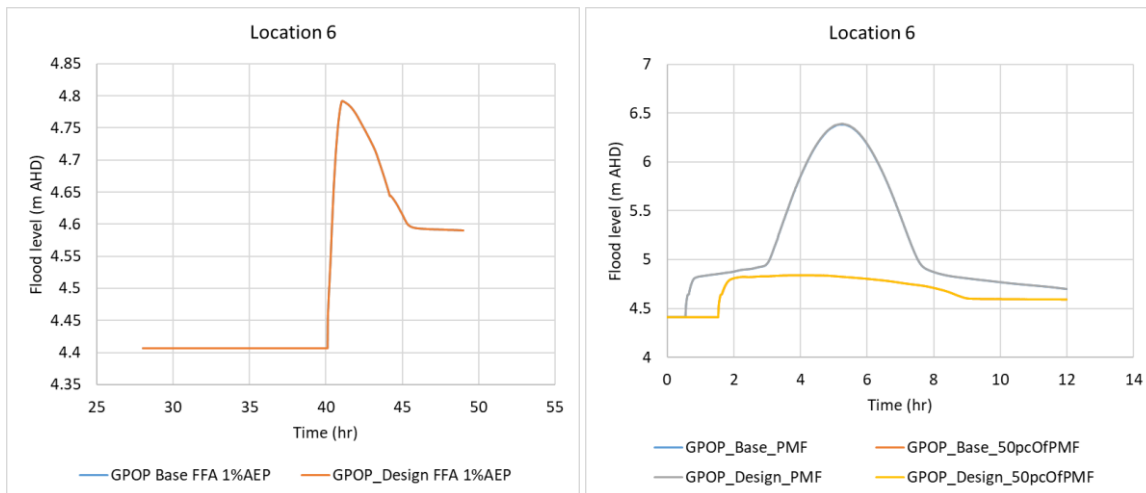 Location 6
4.85
4.8
4.75
4.7
4.65
4.6
4.55
4.5
4.45
4.4
4.35
Flood level (m AHD)
25 30 35 40 45 50 55
Time (hr)
GPOP Base FFA 1%AEP GPOP_Design FFA 1%AEP
Location 6
7
6.5
6
5.5
5
4.5
4
Flood level (m AHD)
0 2 4 6 8 10 12 14
Time (hr)
GPOP_Base_PMF GPOP_Base_50pcOfPMF
GPOP_Design_PMF GPOP_Design_50pcOfPMF